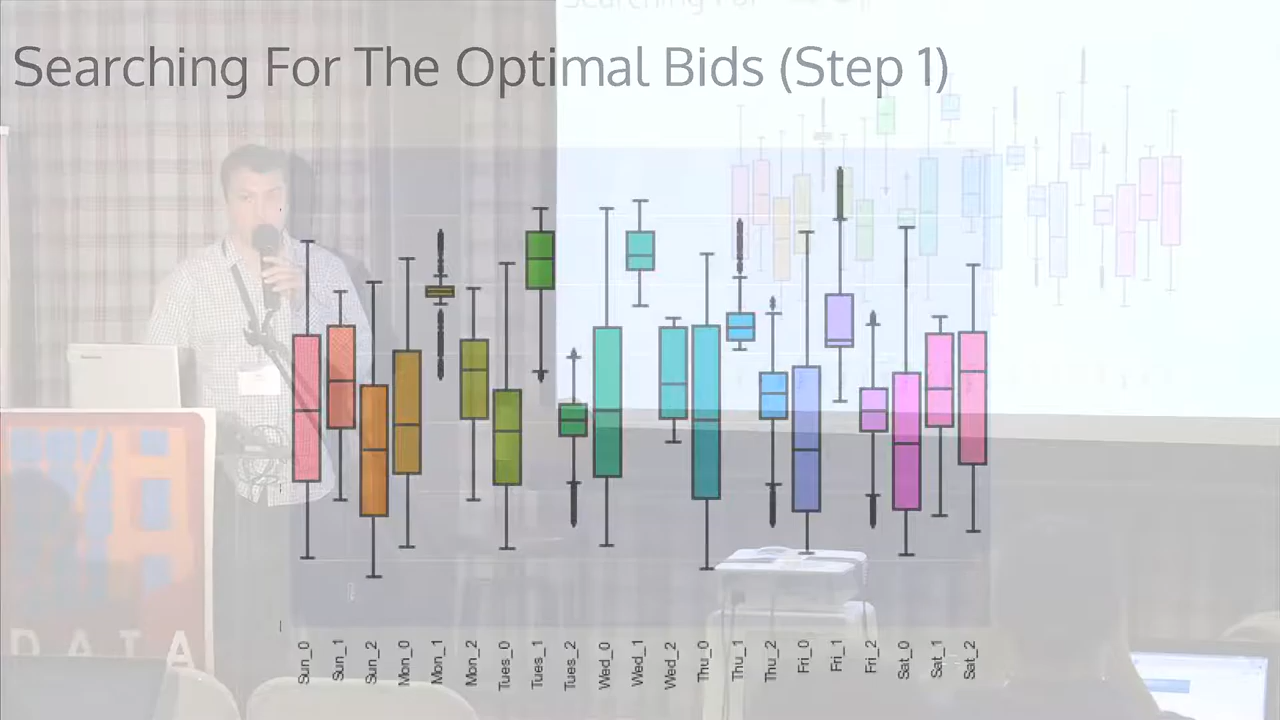 Searching For The Optimal Bids (Step 1)
Sun_0
Sun_1
Sun_2
Mon_0
Mon_1
Mon_2
Tues_0
Tues_1
Tues_2
Wed_0
Wed_1
Wed_2
Thu_0
Thu_1
Thu_2
Fri_0
Fri_1
Fri_2
Sat_0
Sat_1
Sat_2
DATA